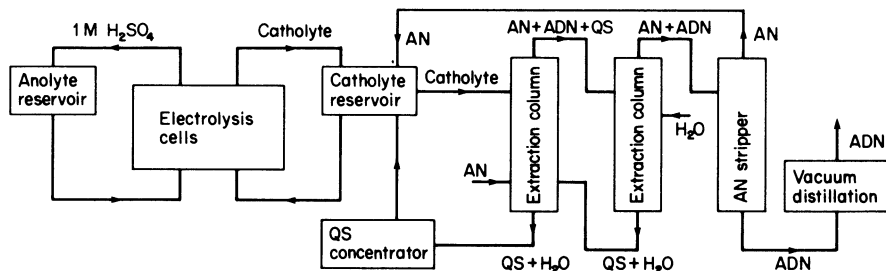 1 M H₂SO₄
Catholyte
AN
AN+ADN+QS
AN+ADN
AN
Anolyte
reservoir
Electrolysis
cells
Catholyte
reservoir
Catholyte
Extraction column
Extraction column
H₂O
AN stripper
ADN
AN
Vacuum
distillation
QS
concentrator
QS+H₂O
QS+H₂O
ADN